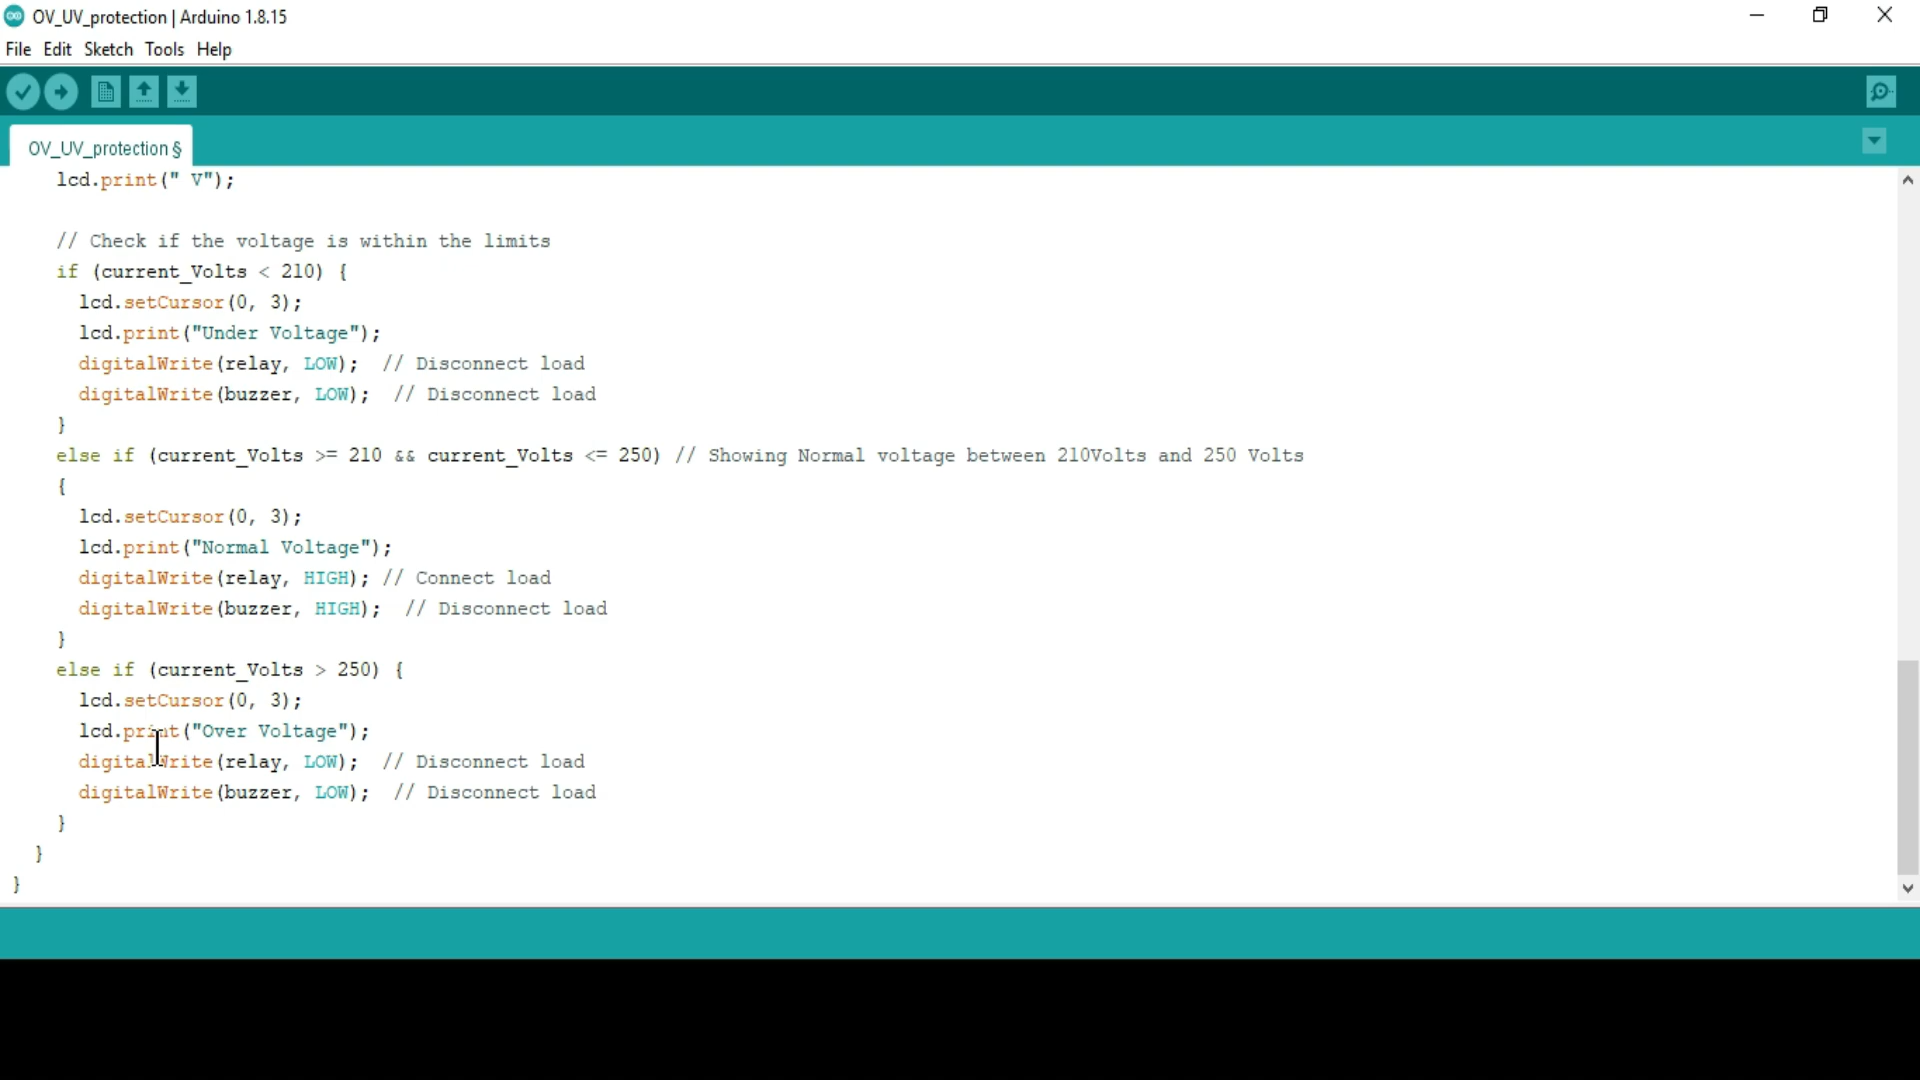 OV_UV_protection | Arduino 1.8.15
File Edit Sketch Tools Help
OV_UV_protection §
lcd.print(" V");
// Check if the voltage is within the limits
if (current_Volts < 210) {
lcd.setCursor(0, 3);
lcd.print("Under Voltage");
digitalWrite(relay, LOW);  // Disconnect load
digitalWrite(buzzer, LOW);  // Disconnect load
}
else if (current_Volts >= 210 && current_Volts <= 250) // Showing Normal voltage between 210Volts and 250 Volts
{
lcd.setCursor(0, 3);
lcd.print("Normal Voltage");
digitalWrite(relay, HIGH); // Connect load
digitalWrite(buzzer, HIGH);  // Disconnect load
}
else if (current_Volts > 250) {
lcd.setCursor(0, 3);
lcd.print("Over Voltage");
digitalWrite(relay, LOW);  // Disconnect load
digitalWrite(buzzer, LOW);  // Disconnect load
}
}
}